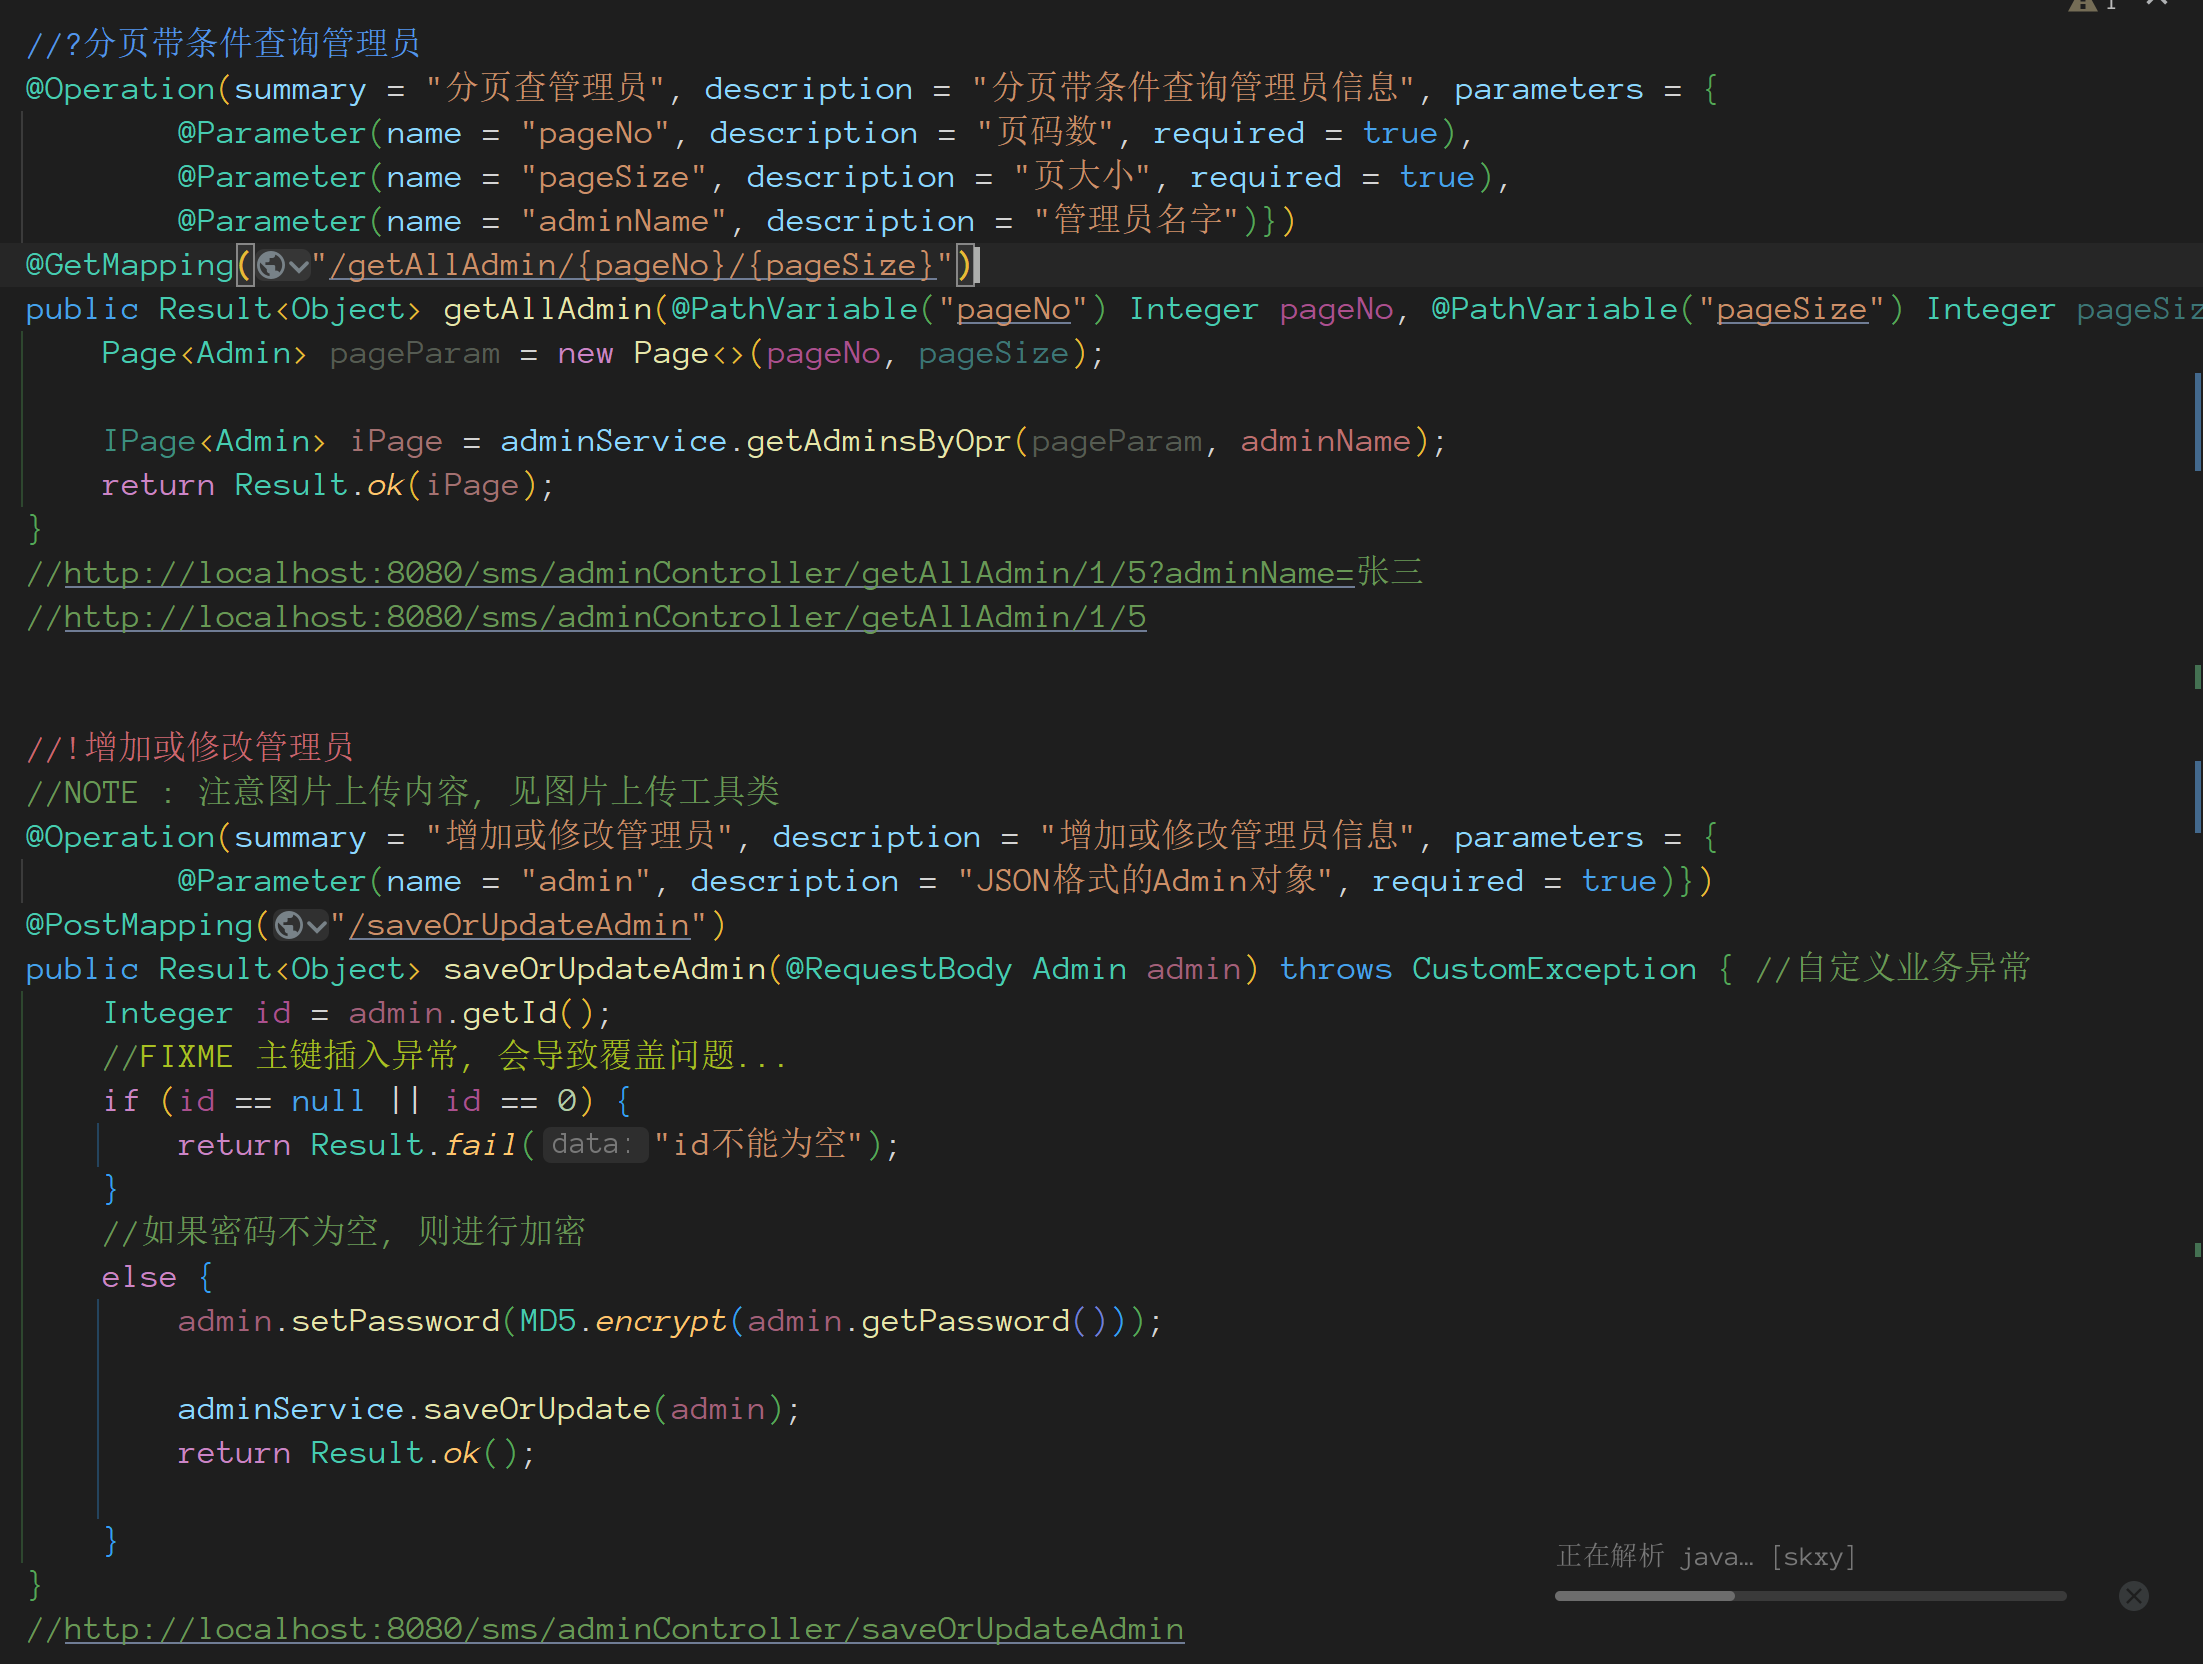 1
//?分页带条件查询管理员
@Operation(summary = "分页查管理员", description = "分页带条件查询管理员信息", parameters = {
@Parameter(name = "pageNo", description = "页码数", required = true),
@Parameter(name = "pageSize", description = "页大小", required = true),
@Parameter(name = "adminName", description = "管理员名字")})
@GetMapping("/getAllAdmin/{pageNo}/{pageSize}")
public Result<Object> getAllAdmin(@PathVariable("pageNo") Integer pageNo, @PathVariable("pageSize") Integer pageSiz
Page<Admin> pageParam = new Page<>(pageNo, pageSize);
IPage<Admin> iPage = adminService.getAdminsByOpr(pageParam, adminName);
return Result.ok(iPage);
}
//http://localhost:8080/sms/adminController/getAllAdmin/1/5?adminName=张三
//http://localhost:8080/sms/adminController/getAllAdmin/1/5
//!增加或修改管理员
//NOTE : 注意图片上传内容, 见图片上传工具类
@Operation(summary = "增加或修改管理员", description = "增加或修改管理员信息", parameters = {
@Parameter(name = "admin", description = "JSON格式的Admin对象", required = true)})
@PostMapping("/saveOrUpdateAdmin")
public Result<Object> saveOrUpdateAdmin(@RequestBody Admin admin) throws CustomException { //自定义业务异常
Integer id = admin.getId();
//FIXME 主键插入异常, 会导致覆盖问题...
if (id == null || id == 0) {
return Result.fail( data: "id不能为空");
}
//如果密码不为空, 则进行加密
else {
admin.setPassword(MD5.encrypt(admin.getPassword()));
adminService.saveOrUpdate(admin);
return Result.ok();
}
正在解析 java… [skxy]
}
//http://localhost:8080/sms/adminController/saveOrUpdateAdmin